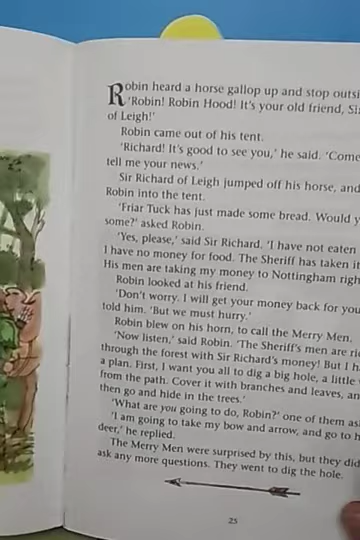 Robin heard a horse gallop up and stop outsi
'Robin! Robin Hood! It's your old friend, Si
of Leigh!'
Robin came out of his tent.
'Richard! It's good to see you,' he said. 'Come
tell me your news.'
Sir Richard of Leigh jumped off his horse, and
Robin into the tent.
'Friar Tuck has just made some bread. Would y
some?' asked Robin.
'Yes, please,' said Sir Richard. 'I have not eaten
I have no money for food. The Sheriff has taken it
His men are taking my money to Nottingham righ
Robin looked at his friend.
'Don't worry. I will get your money back for you
told him. 'But we must hurry.'
Robin blew on his horn, to call the Merry Men.
'Now listen,' said Robin. 'The Sheriff's men are ri
through the forest with Sir Richard's money! But I h
a plan. First, I want you all to dig a big hole, a little
from the path. Cover it with branches and leaves, an
then go and hide in the trees.'
'What are you going to do, Robin?' one of them as
'I am going to take my bow and arrow, and go to h
deer,' he replied.
The Merry Men were surprised by this, but they did
ask any more questions. They went to dig the hole.
23